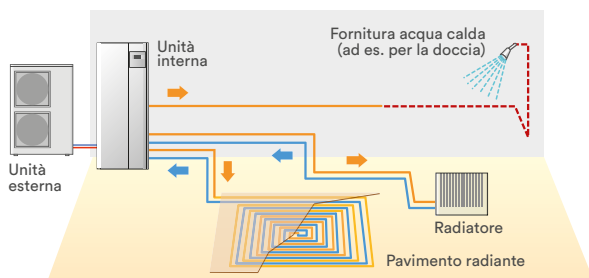 Unità
interna
Fornitura acqua calda
(ad es. per la doccia)
Unità
esterna
Radiatore
Pavimento radiante